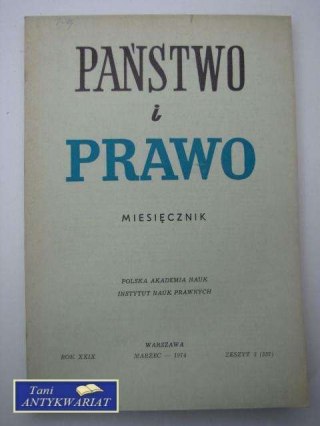 PAŃSTWO
i
PRAWO
MIESIĘCZNIK
POLSKA AKADEMIA NAUK
INSTYTUT NAUK PRAWNYCH
WARSZAWA
ROK XXIX MARZEC — 1974 ZESZYT 3
Tani
ANTYKWARIAT